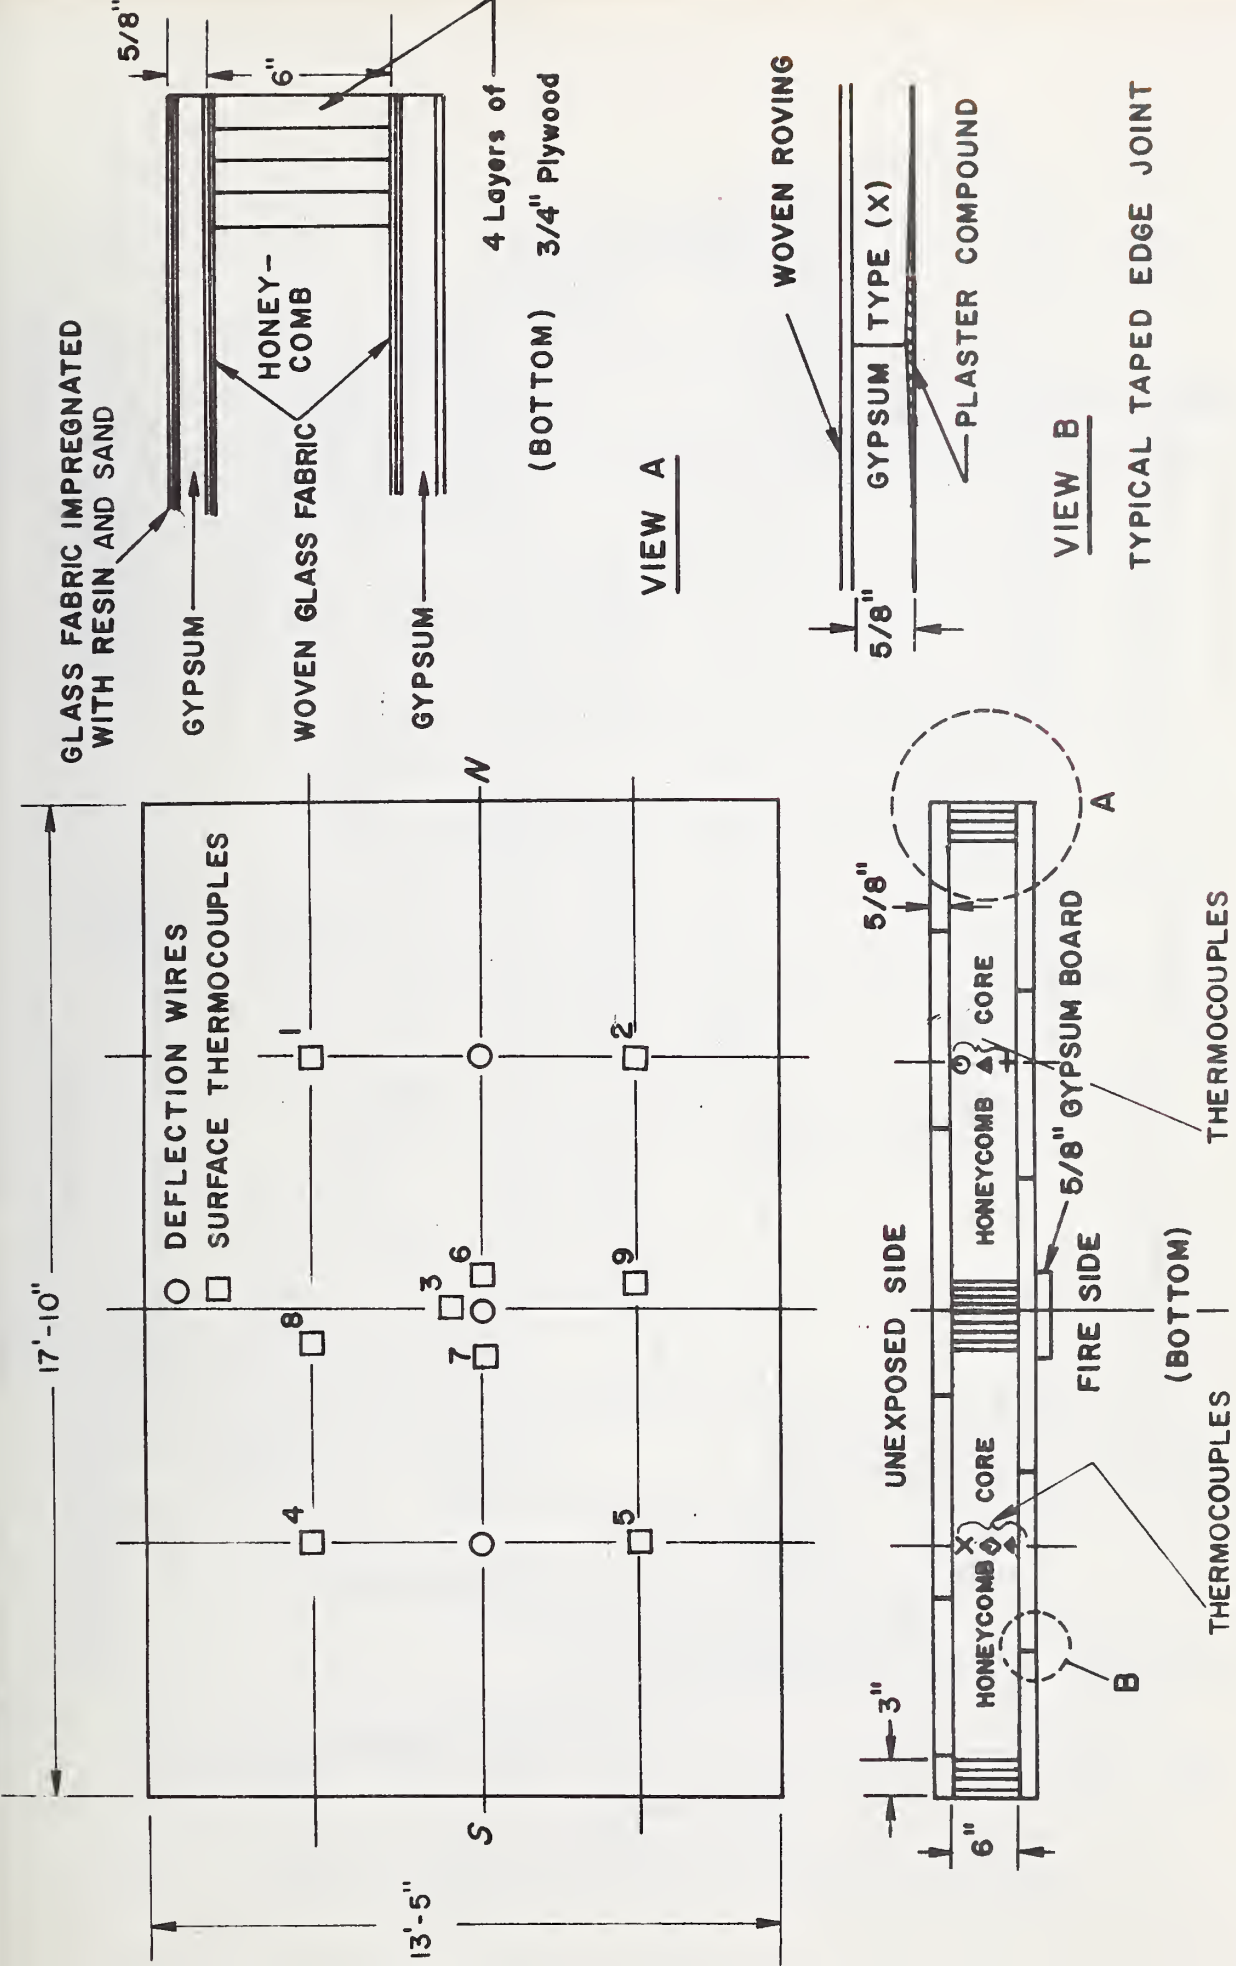 17'-10"
13'-5"
DEFLECTION WIRES
SURFACE THERMOCOUPLES
8
1
4
3
7
6
S
N
5
9
2
GLASS FABRIC IMPREGNATED
WITH RESIN AND SAND
GYPSUM
WOVEN GLASS FABRIC
GYPSUM
HONEY-
COMB
5/8"
6"
(BOTTOM)
4 Layers of
3/4" Plywood
VIEW A
UNEXPOSED SIDE
3"
5/8"
6"
HONEYCOMB CORE
HONEYCOMB CORE
A
B
5/8" GYPSUM BOARD
FIRE SIDE
(BOTTOM)
THERMOCOUPLES
THERMOCOUPLES
WOVEN ROVING
5/8"
GYPSUM TYPE (X)
PLASTER COMPOUND
VIEW B
TYPICAL TAPED EDGE JOINT